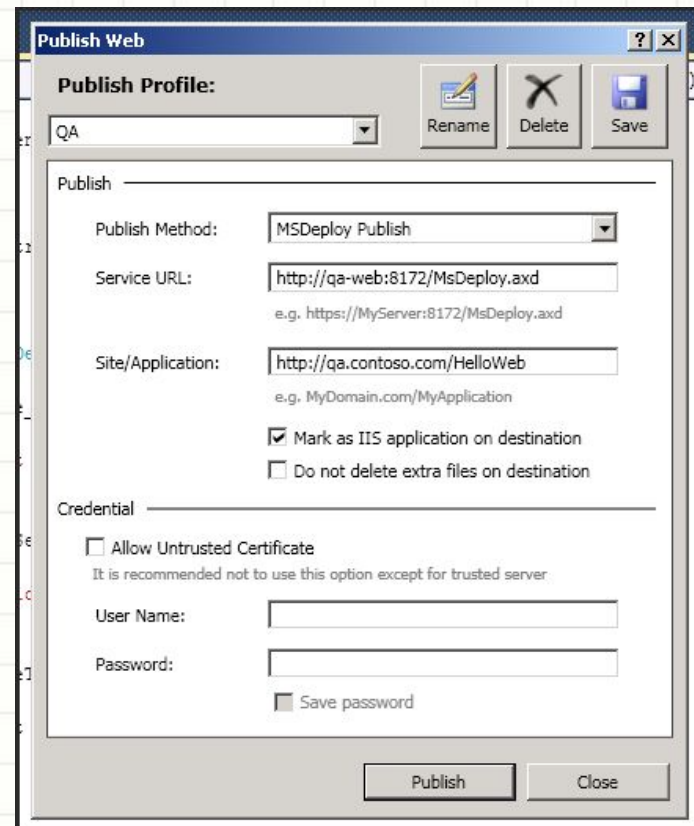 Publish Web
Publish Profile:
QA
Rename
Delete
Save
Publish
Publish Method:
MSDeploy Publish
Service URL:
http://qa-web:8172/MsDeploy.axd
e.g. https://MyServer:8172/MsDeploy.axd
Site/Application:
http://qa.contoso.com/HelloWeb
e.g. MyDomain.com/MyApplication
Mark as IIS application on destination
Do not delete extra files on destination
Credential
Allow Untrusted Certificate
It is recommended not to use this option except for trusted server
User Name:
Password:
Save password
Publish
Close